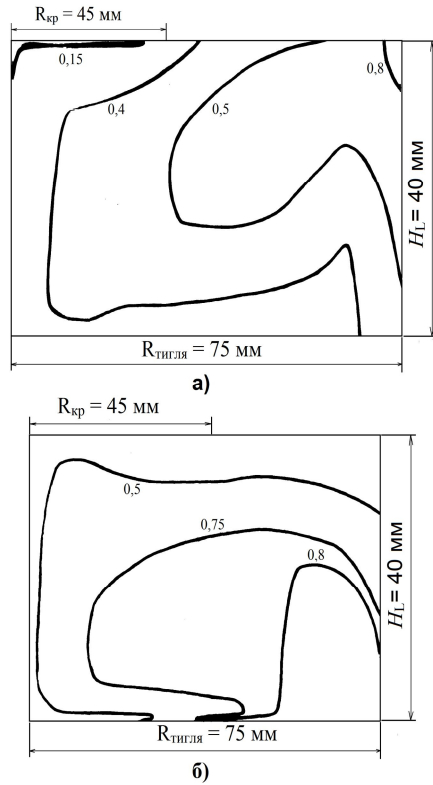 Rкр = 45 мм
0,15
0,8
0,4
0,5
HL= 40 мм
Rтигля = 75 мм
а)
Rкр = 45 мм
0,5
0,75
0,8
HL= 40 мм
Rтигля = 75 мм
б)